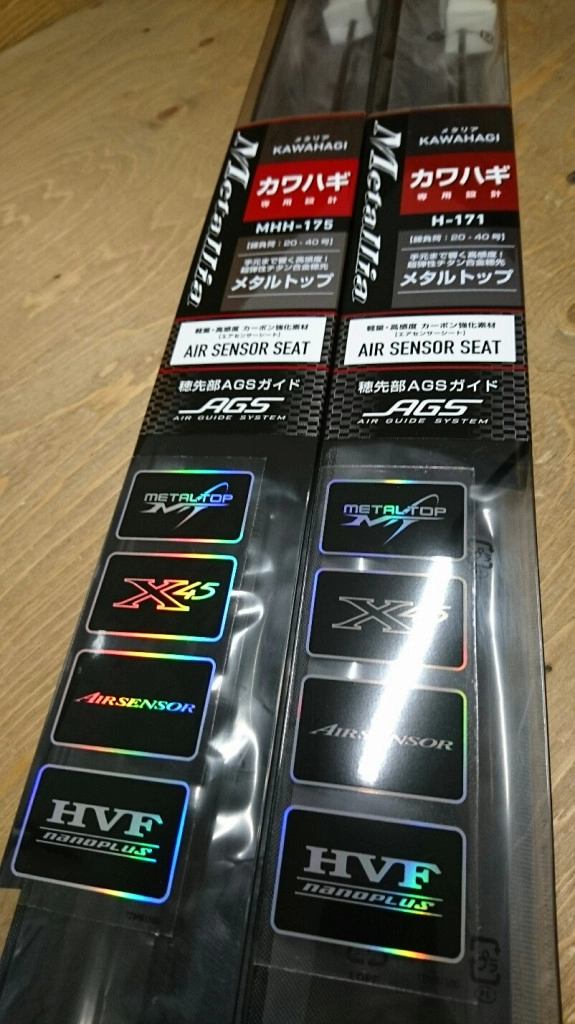 Metallia
メタリア
KAWAHAGI
カワハギ
専用設計
MHH-175
[錘負荷：20-40号]
手元まで響く高感度！
超弾性チタン合金穂先
メタルトップ
軽量・高感度 カーボン強化素材
[エアセンサーシート]
AIR SENSOR SEAT
穂先部AGSガイド
AGS
AIR GUIDE SYSTEM
METAL TOP
MT
X45
AIRSENSOR
HVF
nanoplus
Metallia
メタリア
KAWAHAGI
カワハギ
専用設計
H-171
[錘負荷：20-40号]
手元まで響く高感度！
超弾性チタン合金穂先
メタルトップ
軽量・高感度 カーボン強化素材
[エアセンサーシート]
AIR SENSOR SEAT
穂先部AGSガイド
AGS
AIR GUIDE SYSTEM
METAL TOP
MT
X45
AIRSENSOR
HVF
nanoplus
プラ